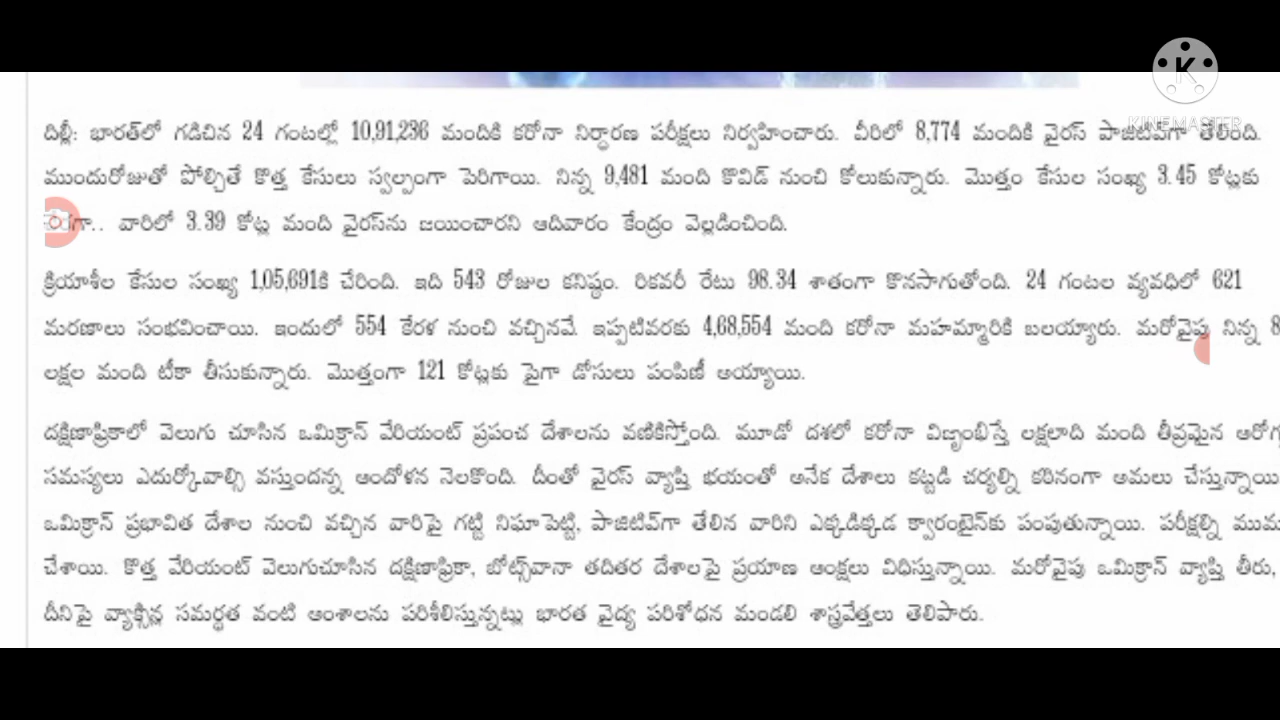 KINEMASTER
దిల్లీ: భారత్‌లో గడిచిన 24 గంటల్లో 10,91,236 మందికి కరోనా నిర్ధారణ పరీక్షలు నిర్వహించారు. వీరిలో 8,774 మందికి వైరస్ పాజిటివ్‌గా తేలింది.
ముందురోజుతో పోల్చితే కొత్త కేసులు స్వల్పంగా పెరిగాయి. నిన్న 9,481 మంది కొవిడ్ నుంచి కోలుకున్నారు. మొత్తం కేసుల సంఖ్య 3.45 కోట్లకు
వారిలో 3.39 కోట్ల మంది వైరస్‌ను జయించారని ఆదివారం కేంద్రం వెల్లడించింది.
క్రియాశీల కేసుల సంఖ్య 1,05,691కి చేరింది. ఇది 543 రోజుల కనిష్ఠం. రికవరీ రేటు 98.34 శాతంగా కొనసాగుతోంది. 24 గంటల వ్యవధిలో 621
మరణాలు సంభవించాయి. ఇందులో 554 కేరళ నుంచి వచ్చినవే. ఇప్పటివరకు 4,68,554 మంది కరోనా మహమ్మారికి బలయ్యారు. మరోవైపు నిన్న
లక్షల మంది టీకా తీసుకున్నారు. మొత్తంగా 121 కోట్లకు పైగా డోసులు పంపిణీ అయ్యాయి.
దక్షిణాఫ్రికాలో వెలుగు చూసిన ఒమిక్రాన్ వేరియంట్ ప్రపంచ దేశాలను వణికిస్తోంది. మూడో దశలో కరోనా విజృంభిస్తే లక్షలాది మంది తీవ్రమైన
సమస్యలు ఎదుర్కోవాల్సి వస్తుందన్న ఆందోళన నెలకొంది. దీంతో వైరస్ వ్యాప్తి భయంతో అనేక దేశాలు కట్టడి చర్యల్ని కఠినంగా అమలు చేస్తున్నాయి
ఒమిక్రాన్ ప్రభావిత దేశాల నుంచి వచ్చిన వారిపై గట్టి నిఘా పెట్టి, పాజిటివ్‌గా తేలిన వారిని ఎక్కడిక్కడ క్వారంటైన్‌కు పంపుతున్నాయి. పరీక్షల్ని
చేశాయి. కొత్త వేరియంట్ వెలుగుచూసిన దక్షిణాఫ్రికా, బోట్స్‌వానా తదితర దేశాలపై ప్రయాణ ఆంక్షలు విధిస్తున్నాయి. మరోవైపు ఒమిక్రాన్ వ్యాప్తి తీరు,
దీనిపై వ్యాక్సిన్ల సమర్థత వంటి అంశాలను పరిశీలిస్తున్నట్లు భారత వైద్య పరిశోధన మండలి శాస్త్రవేత్తలు తెలిపారు.